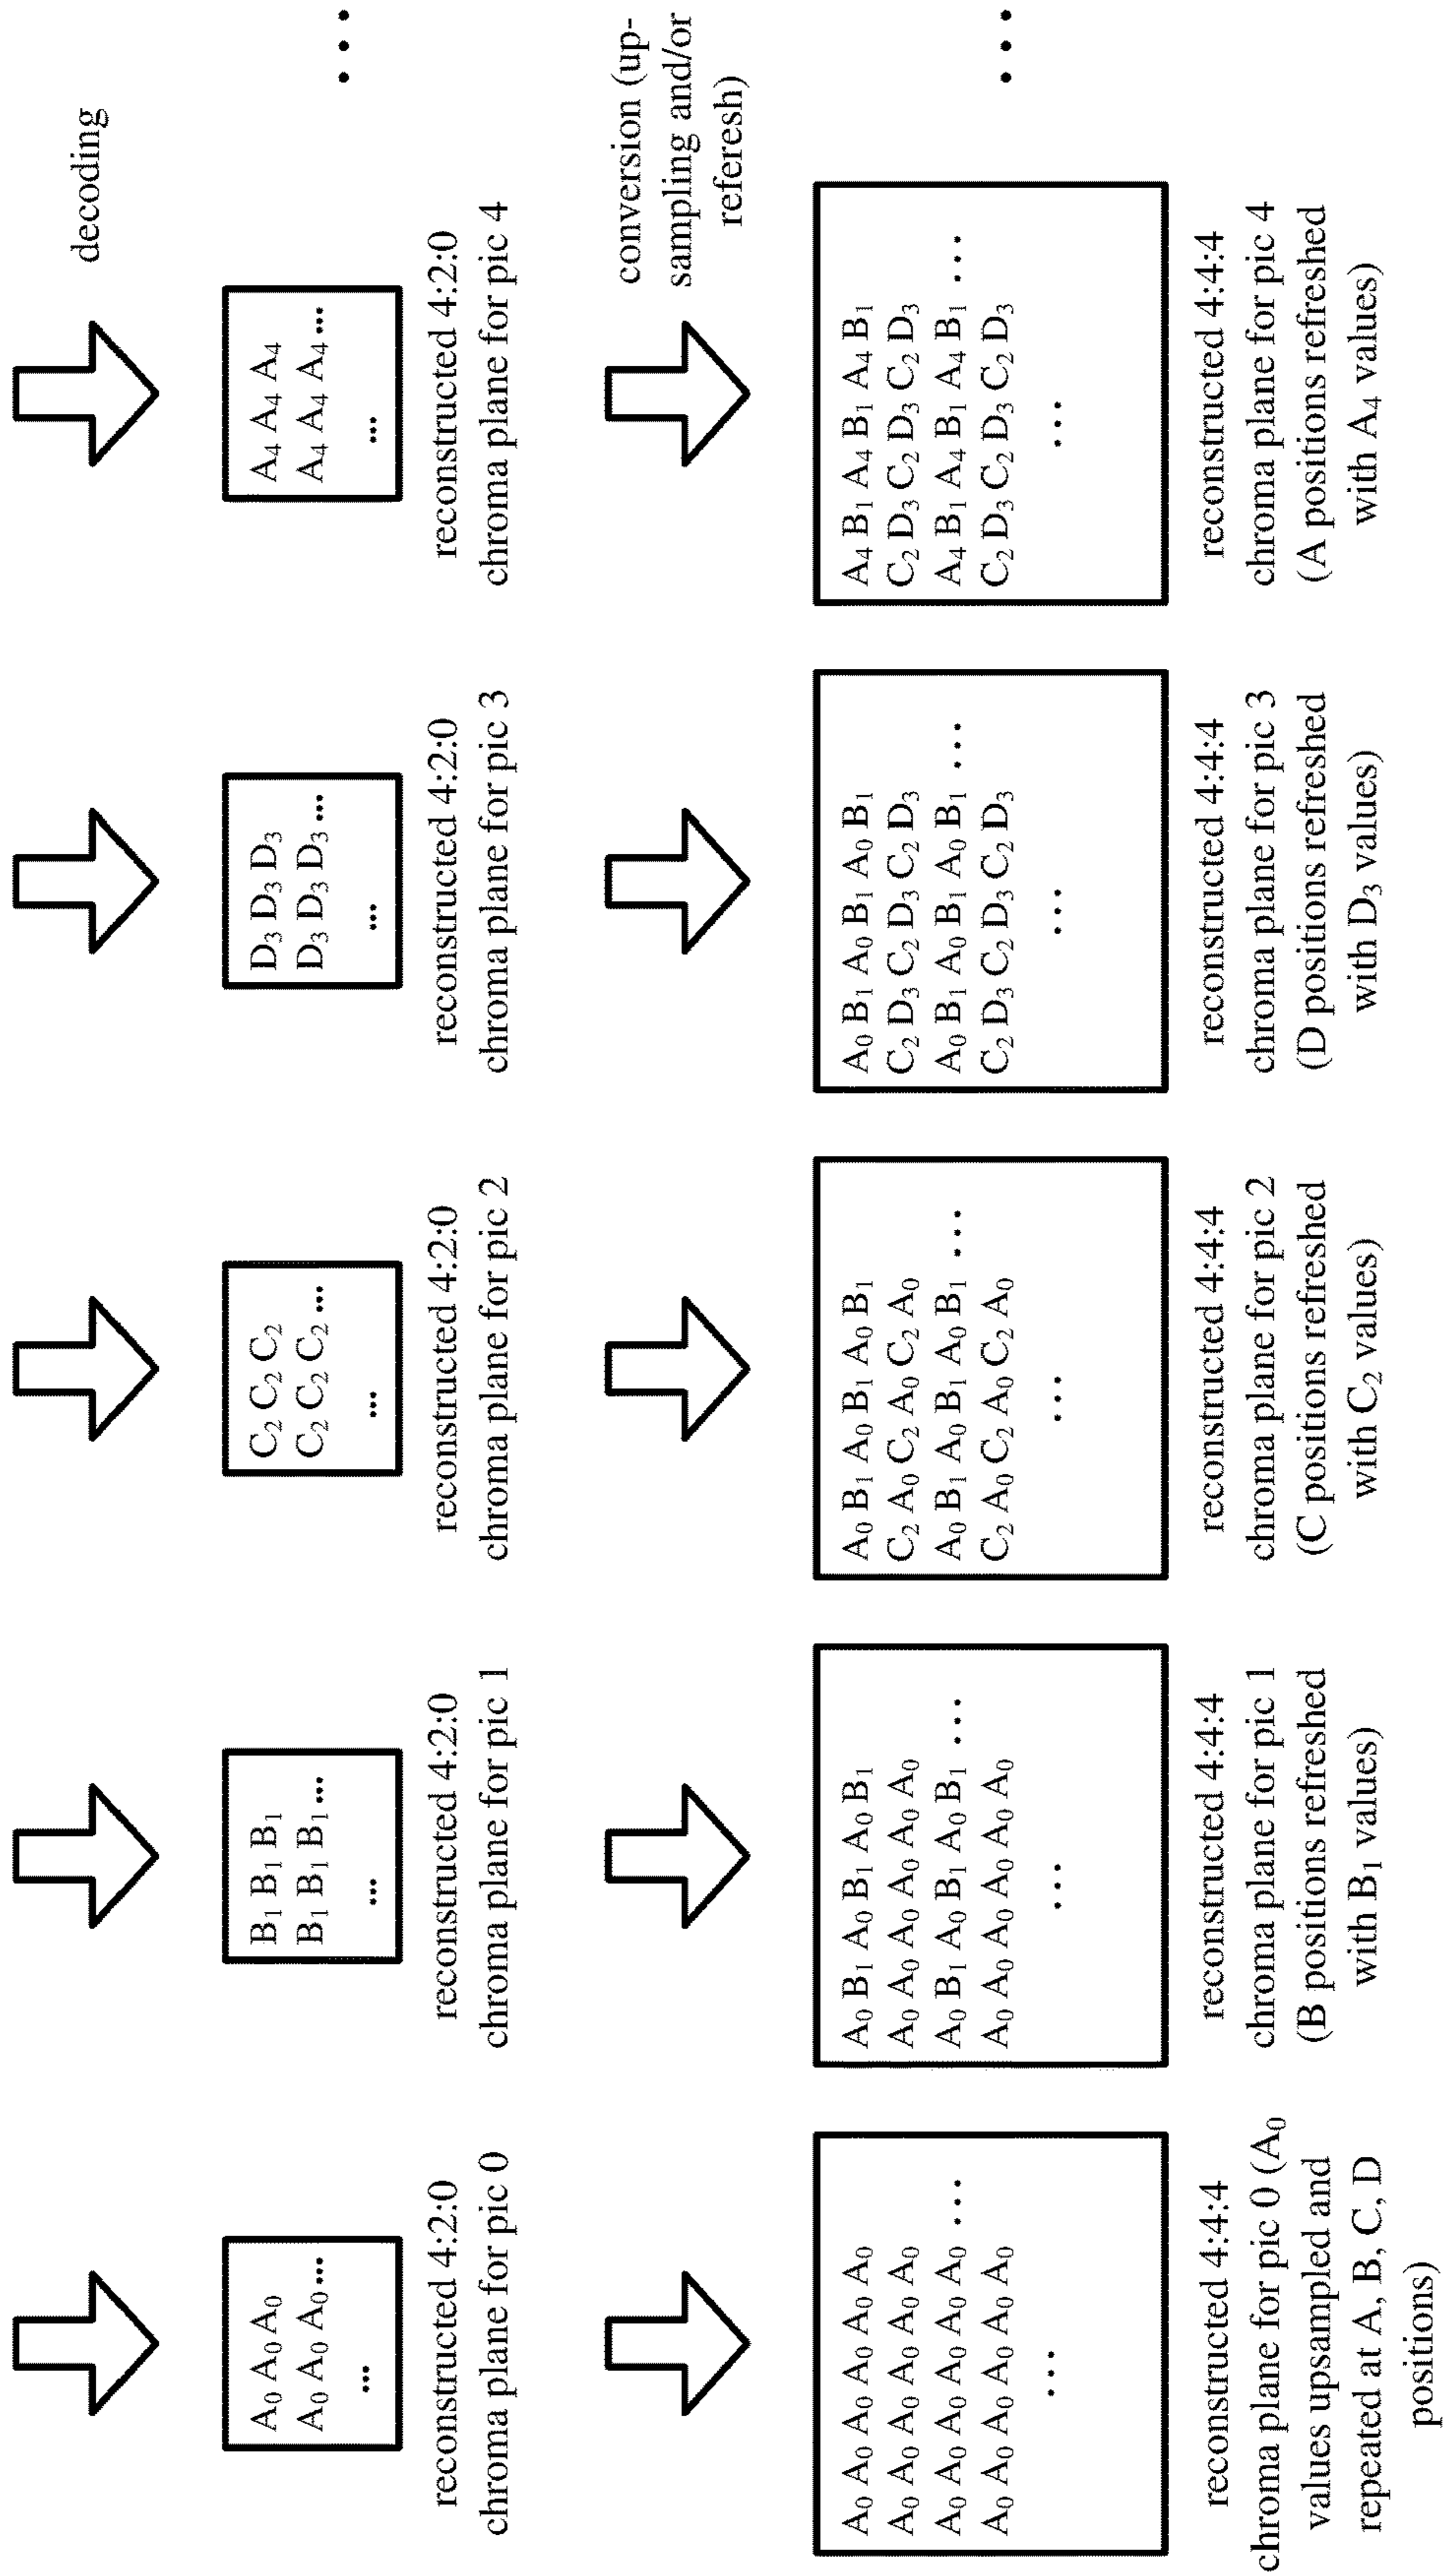 decoding
A₀ A₀ A₀
A₀ A₀ A₀ ...
...
reconstructed 4:2:0
chroma plane for pic 0
B₁ B₁ B₁
B₁ B₁ B₁ ...
...
reconstructed 4:2:0
chroma plane for pic 1
C₂ C₂ C₂
C₂ C₂ C₂ ...
...
reconstructed 4:2:0
chroma plane for pic 2
D₃ D₃ D₃
D₃ D₃ D₃ ...
...
reconstructed 4:2:0
chroma plane for pic 3
A₄ A₄ A₄
A₄ A₄ A₄ ...
...
reconstructed 4:2:0
chroma plane for pic 4
...
conversion (up-
sampling and/or
referesh)
A₀ A₀ A₀ A₀ A₀ A₀
A₀ A₀ A₀ A₀ A₀ A₀
A₀ A₀ A₀ A₀ A₀ A₀ ...
A₀ A₀ A₀ A₀ A₀ A₀
...
reconstructed 4:4:4
chroma plane for pic 0 (A₀
values upsampled and
repeated at A, B, C, D
positions)
A₀ B₁ A₀ B₁ A₀ B₁
A₀ A₀ A₀ A₀ A₀ A₀
A₀ B₁ A₀ B₁ A₀ B₁ ...
A₀ A₀ A₀ A₀ A₀ A₀
...
reconstructed 4:4:4
chroma plane for pic 1
(B positions refreshed
with B₁ values)
A₀ B₁ A₀ B₁ A₀ B₁
C₂ A₀ C₂ A₀ C₂ A₀
A₀ B₁ A₀ B₁ A₀ B₁ ...
C₂ A₀ C₂ A₀ C₂ A₀
...
reconstructed 4:4:4
chroma plane for pic 2
(C positions refreshed
with C₂ values)
A₀ B₁ A₀ B₁ A₀ B₁
C₂ D₃ C₂ D₃ C₂ D₃
A₀ B₁ A₀ B₁ A₀ B₁ ...
C₂ D₃ C₂ D₃ C₂ D₃
...
reconstructed 4:4:4
chroma plane for pic 3
(D positions refreshed
with D₃ values)
A₄ B₁ A₄ B₁ A₄ B₁
C₂ D₃ C₂ D₃ C₂ D₃
A₄ B₁ A₄ B₁ A₄ B₁ ...
C₂ D₃ C₂ D₃ C₂ D₃
...
reconstructed 4:4:4
chroma plane for pic 4
(A positions refreshed
with A₄ values)
...